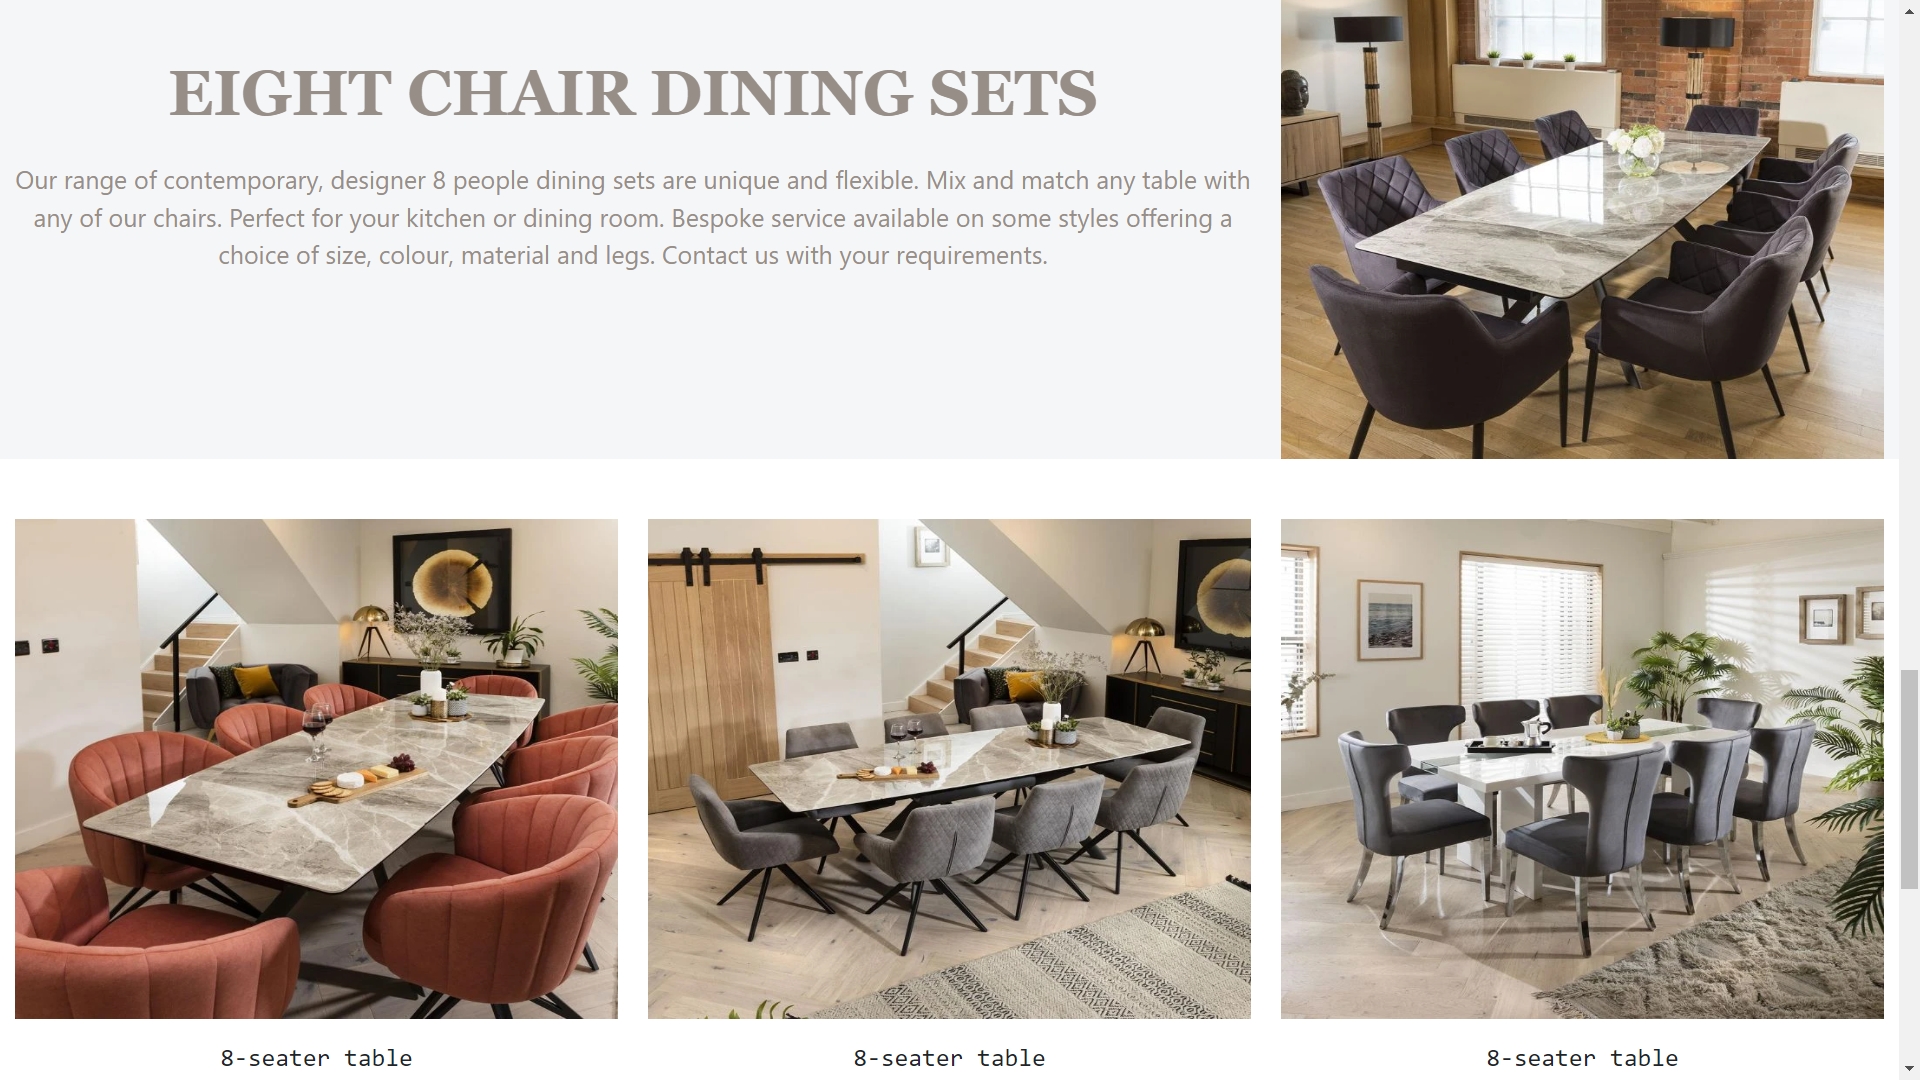 EIGHT CHAIR DINING SETS
Our range of contemporary, designer 8 people dining sets are unique and flexible. Mix and match any table with
any of our chairs. Perfect for your kitchen or dining room. Bespoke service available on some styles offering a
choice of size, colour, material and legs. Contact us with your requirements.
8-seater table
8-seater table
8-seater table